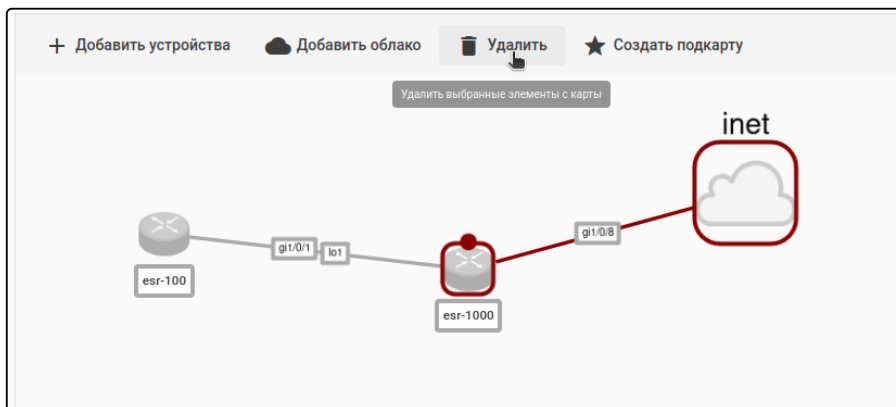 Добавить устройства Добавить облако Удалить Создать подкарту
Удалить выбранные элементы с карты
inet
gi1/0/8
gi1/0/1 lo1
esr-100
esr-1000